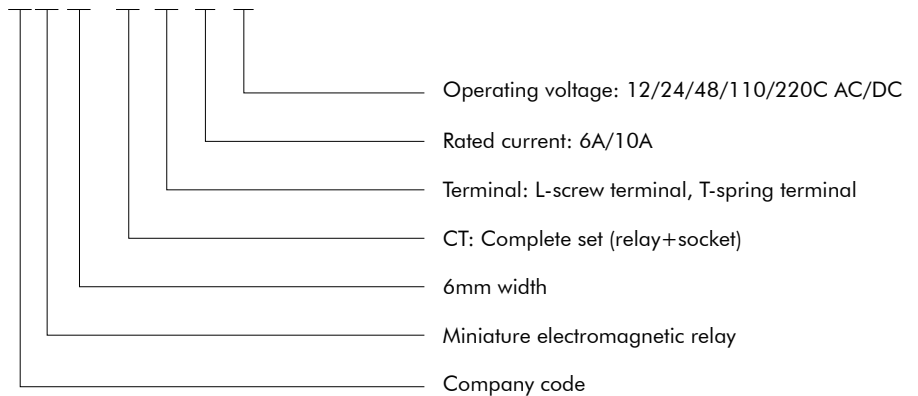 Operating voltage: 12/24/48/110/220C AC/DC
Rated current: 6A/10A
Terminal: L-screw terminal, T-spring terminal
CT: Complete set (relay+socket)
6mm width
Miniature electromagnetic relay
Company code